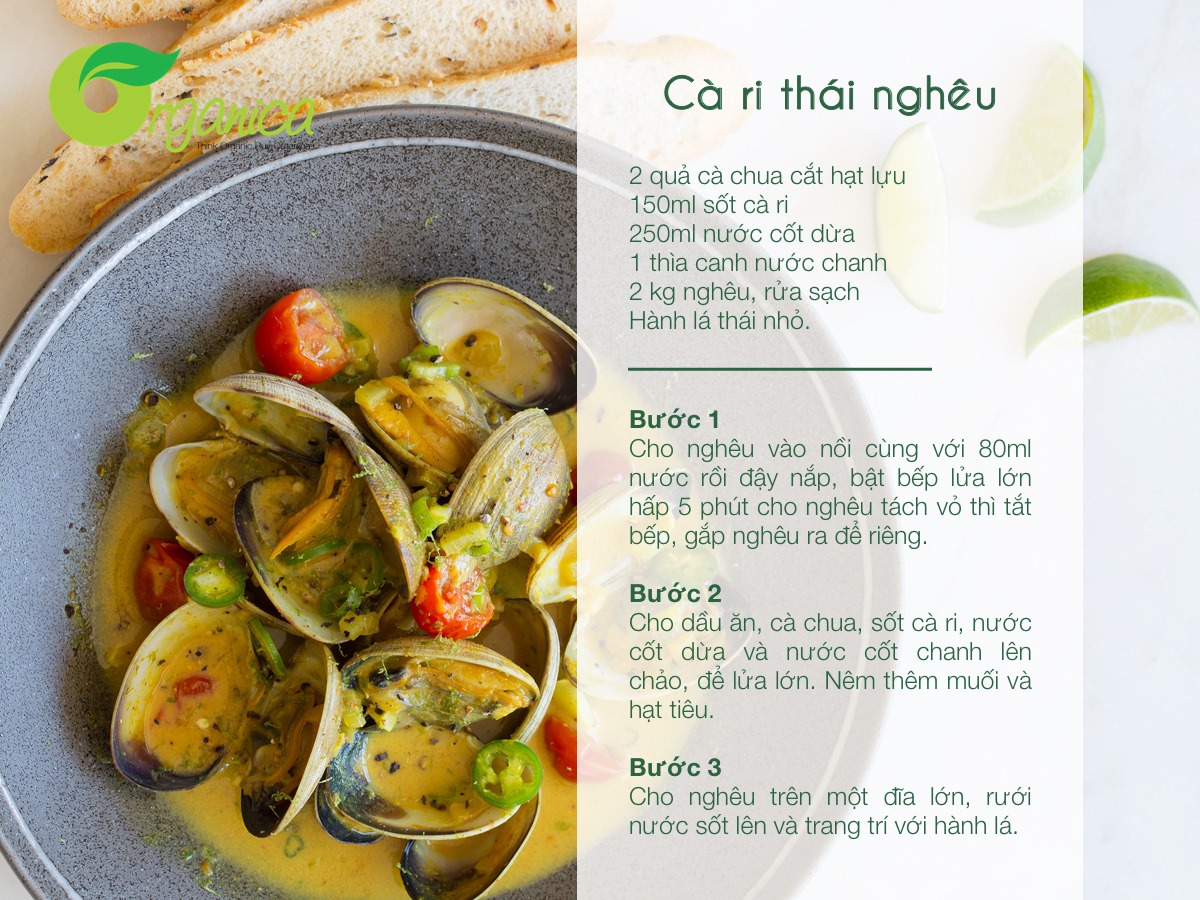 Organica
Think Organic, Buy Organica
Cà ri thái nghêu
2 quả cà chua cắt hạt lựu
150ml sốt cà ri
250ml nước cốt dừa
1 thìa canh nước chanh
2 kg nghêu, rửa sạch
Hành lá thái nhỏ.
Bước 1
Cho nghêu vào nồi cùng với 80ml
nước rồi đậy nắp, bật bếp lửa lớn
hấp 5 phút cho nghêu tách vỏ thì tắt
bếp, gắp nghêu ra để riêng.
Bước 2
Cho dầu ăn, cà chua, sốt cà ri, nước
cốt dừa và nước cốt chanh lên
chảo, để lửa lớn. Nêm thêm muối và
hạt tiêu.
Bước 3
Cho nghêu trên một đĩa lớn, rưới
nước sốt lên và trang trí với hành lá.